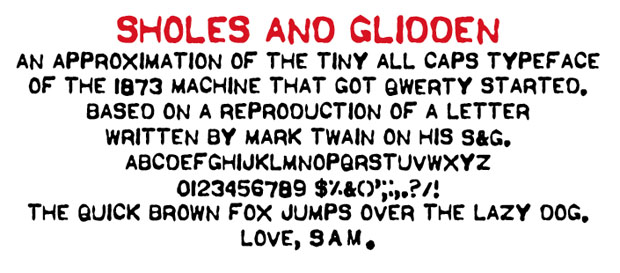 SHOLES AND GLIDDEN
AN APPROXIMATION OF THE TINY ALL CAPS TYPEFACE
OF THE 1873 MACHINE THAT GOT QWERTY STARTED.
BASED ON A REPRODUCTION OF A LETTER
WRITTEN BY MARK TWAIN ON HIS S&G.
ABCDEFGHIJKLMNOPQRSTUVWXYZ
0123456789 $%&()';:,.?/!
THE QUICK BROWN FOX JUMPS OVER THE LAZY DOG.
LOVE, SAM.